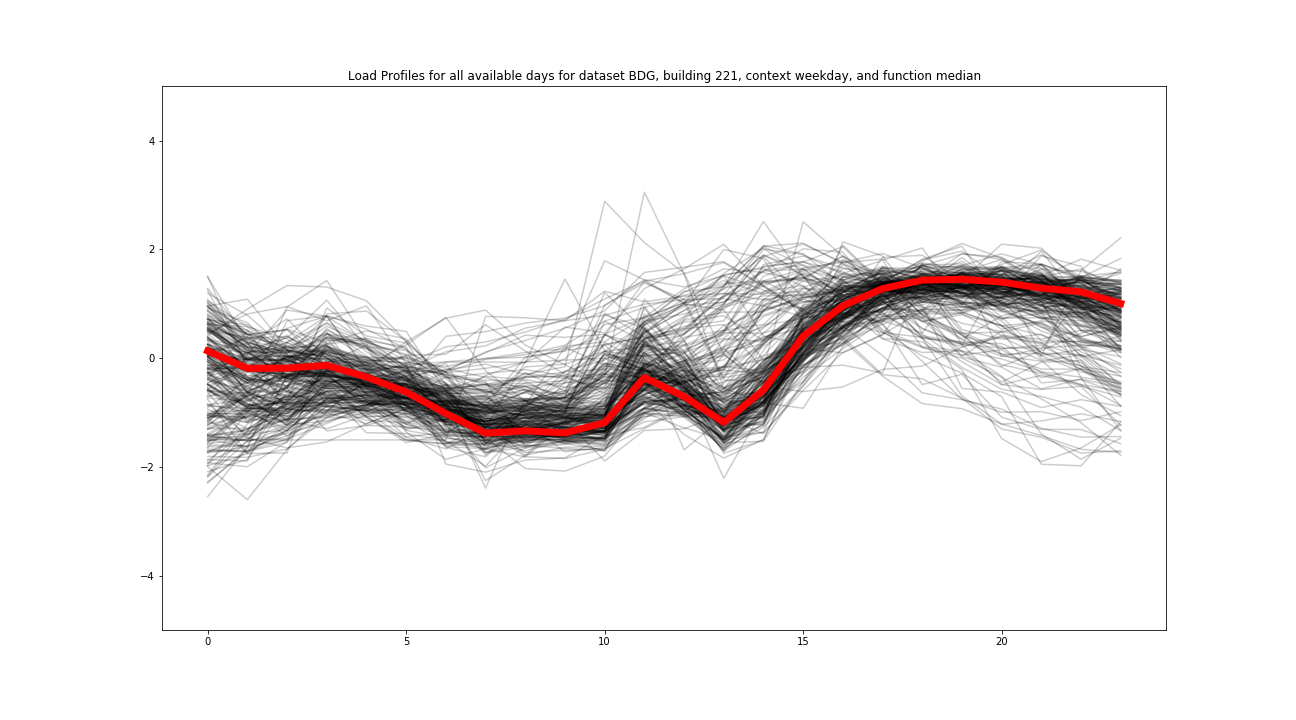 Load Profiles for all available days for dataset BDG, building 221, context weekday, and function median
4
2
0
−2
−4
0 5 10 15 20